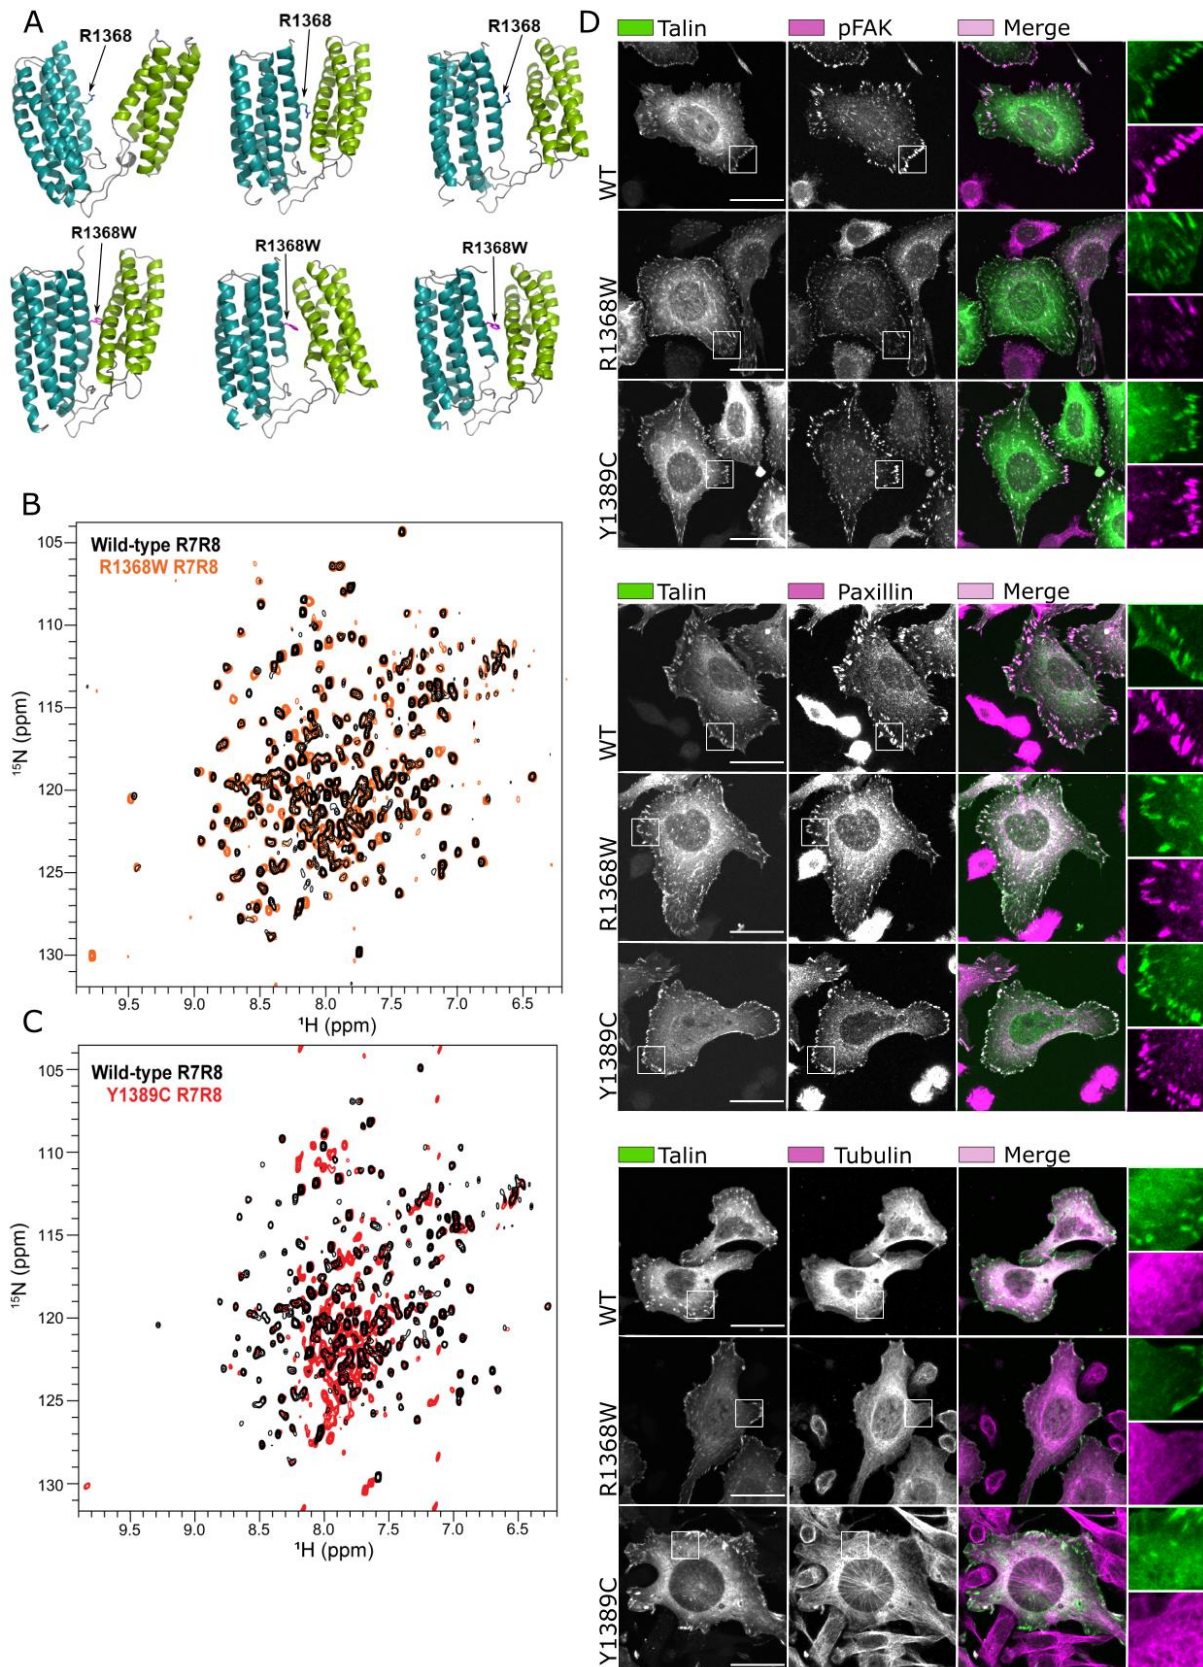 A
R1368
R1368
R1368
R1368W
R1368W
R1368W
B
Wild-type R7R8
R1368W R7R8
105
110
115
120
125
130
¹⁵N (ppm)
9.5 9.0 8.5 8.0 7.5 7.0 6.5
¹H (ppm)
C
Wild-type R7R8
Y1389C R7R8
105
110
115
120
125
130
¹⁵N (ppm)
9.5 9.0 8.5 8.0 7.5 7.0 6.5
¹H (ppm)
D
Talin pFAK Merge
WT
R1368W
Y1389C
Talin Paxillin Merge
WT
R1368W
Y1389C
Talin Tubulin Merge
WT
R1368W
Y1389C